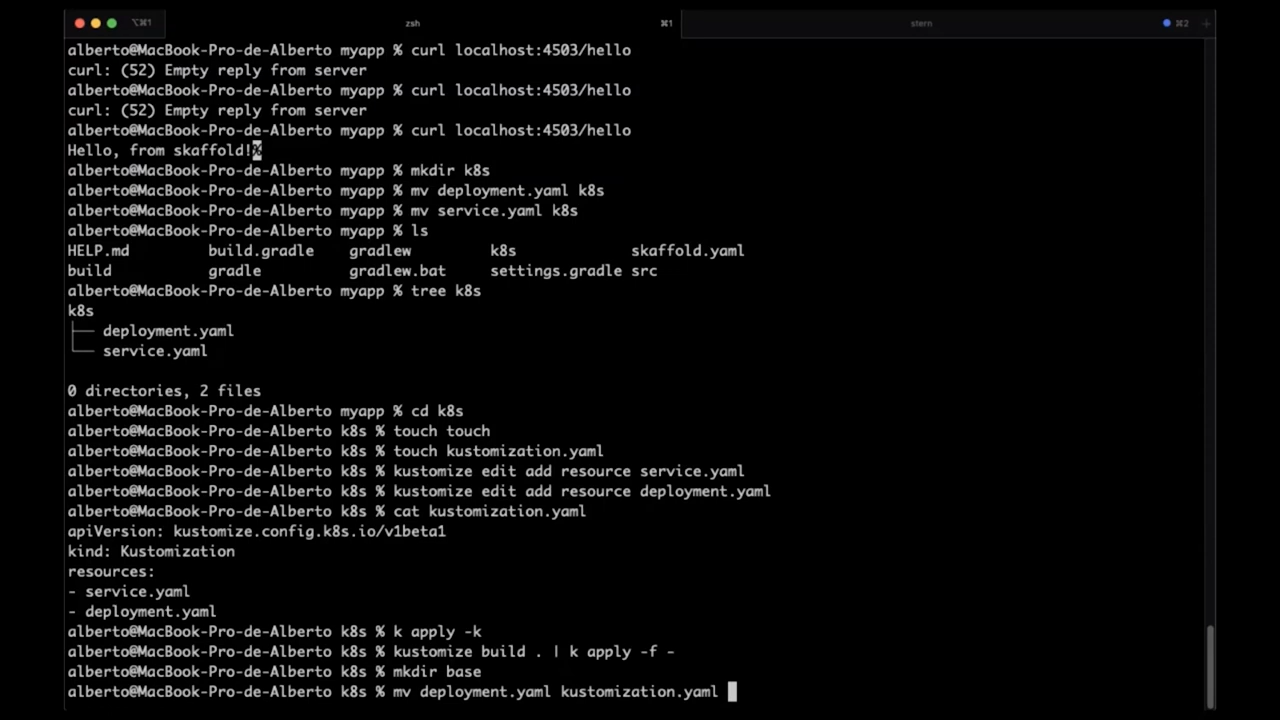 ⌥⌘1 zsh ⌘1 stern ⌘2 +
alberto@MacBook-Pro-de-Alberto myapp % curl localhost:4503/hello
curl: (52) Empty reply from server
alberto@MacBook-Pro-de-Alberto myapp % curl localhost:4503/hello
curl: (52) Empty reply from server
alberto@MacBook-Pro-de-Alberto myapp % curl localhost:4503/hello
Hello, from skaffold!%
alberto@MacBook-Pro-de-Alberto myapp % mkdir k8s
alberto@MacBook-Pro-de-Alberto myapp % mv deployment.yaml k8s
alberto@MacBook-Pro-de-Alberto myapp % mv service.yaml k8s
alberto@MacBook-Pro-de-Alberto myapp % ls
HELP.md build.gradle gradlew k8s skaffold.yaml
build gradle gradlew.bat settings.gradle src
alberto@MacBook-Pro-de-Alberto myapp % tree k8s
k8s
├── deployment.yaml
└── service.yaml
0 directories, 2 files
alberto@MacBook-Pro-de-Alberto myapp % cd k8s
alberto@MacBook-Pro-de-Alberto k8s % touch touch
alberto@MacBook-Pro-de-Alberto k8s % touch kustomization.yaml
alberto@MacBook-Pro-de-Alberto k8s % kustomize edit add resource service.yaml
alberto@MacBook-Pro-de-Alberto k8s % kustomize edit add resource deployment.yaml
alberto@MacBook-Pro-de-Alberto k8s % cat kustomization.yaml
apiVersion: kustomize.config.k8s.io/v1beta1
kind: Kustomization
resources:
- service.yaml
- deployment.yaml
alberto@MacBook-Pro-de-Alberto k8s % k apply -k
alberto@MacBook-Pro-de-Alberto k8s % kustomize build . | k apply -f -
alberto@MacBook-Pro-de-Alberto k8s % mkdir base
alberto@MacBook-Pro-de-Alberto k8s % mv deployment.yaml kustomization.yaml